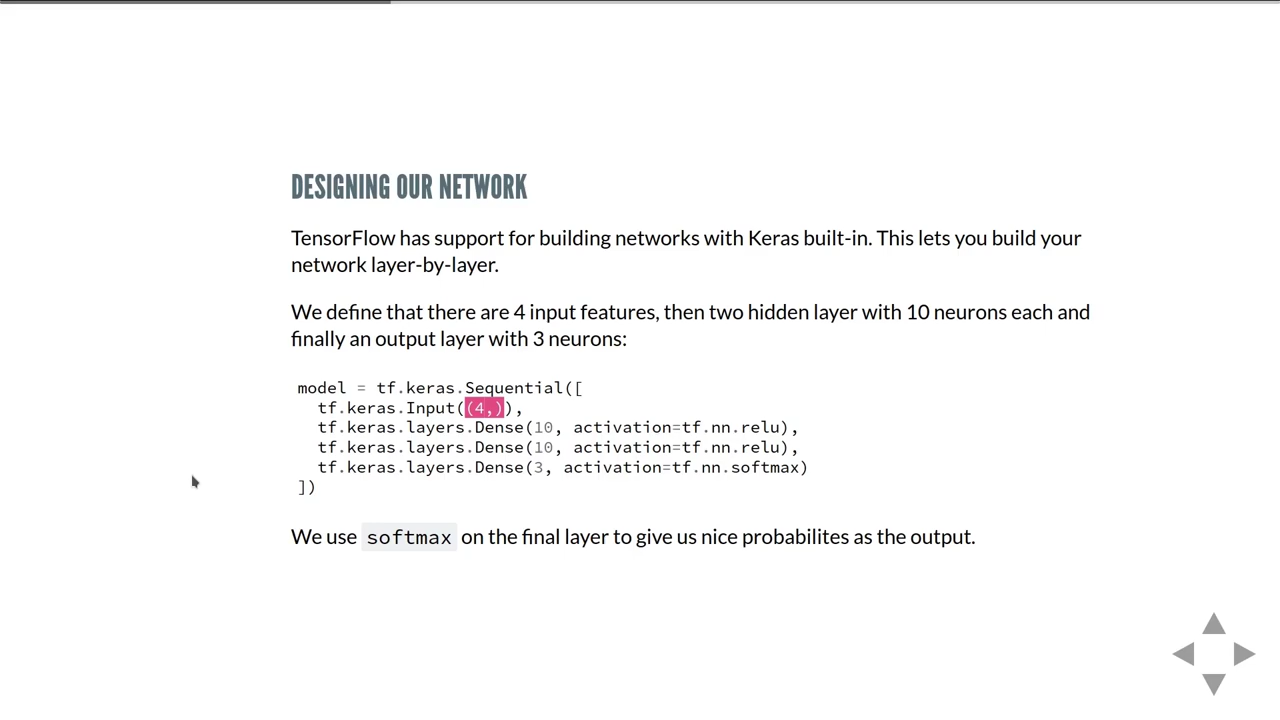 DESIGNING OUR NETWORK
TensorFlow has support for building networks with Keras built-in. This lets you build your
network layer-by-layer.
We define that there are 4 input features, then two hidden layer with 10 neurons each and
finally an output layer with 3 neurons:
model = tf.keras.Sequential([
  tf.keras.Input((4,)),
  tf.keras.layers.Dense(10, activation=tf.nn.relu),
  tf.keras.layers.Dense(10, activation=tf.nn.relu),
  tf.keras.layers.Dense(3, activation=tf.nn.softmax)
])
We use softmax on the final layer to give us nice probabilites as the output.